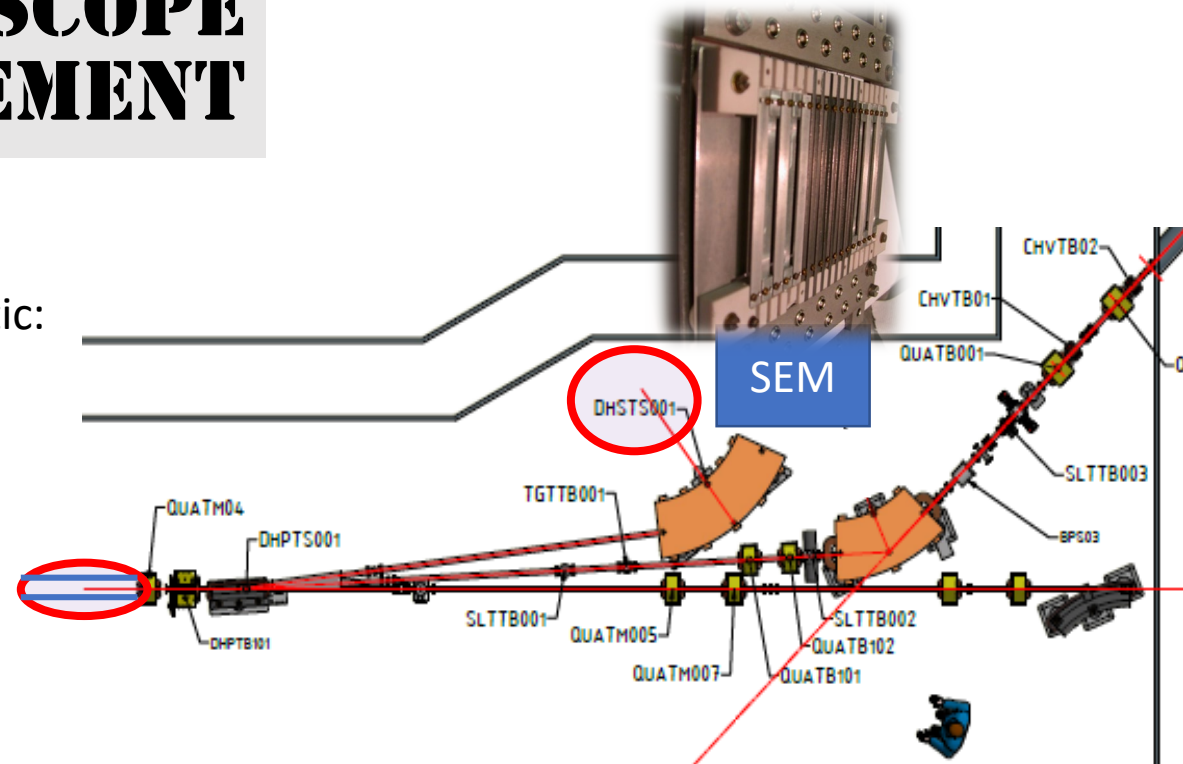 SCOPE
EMENT
tic:
CHVTB02
CHVTB01
QUATB001
SEM
DHSTS001
TGTTB001
QUATM04
DHPTS001
SLTTB003
BPS03
SLTTB001
QUATM005
SLTTB002
QUATB102
DHPTB101
QUATM007
QUATB101